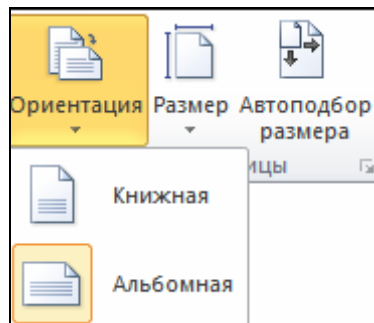 Ориентация Размер Автоподбор
размера
ицы
Книжная
Альбомная